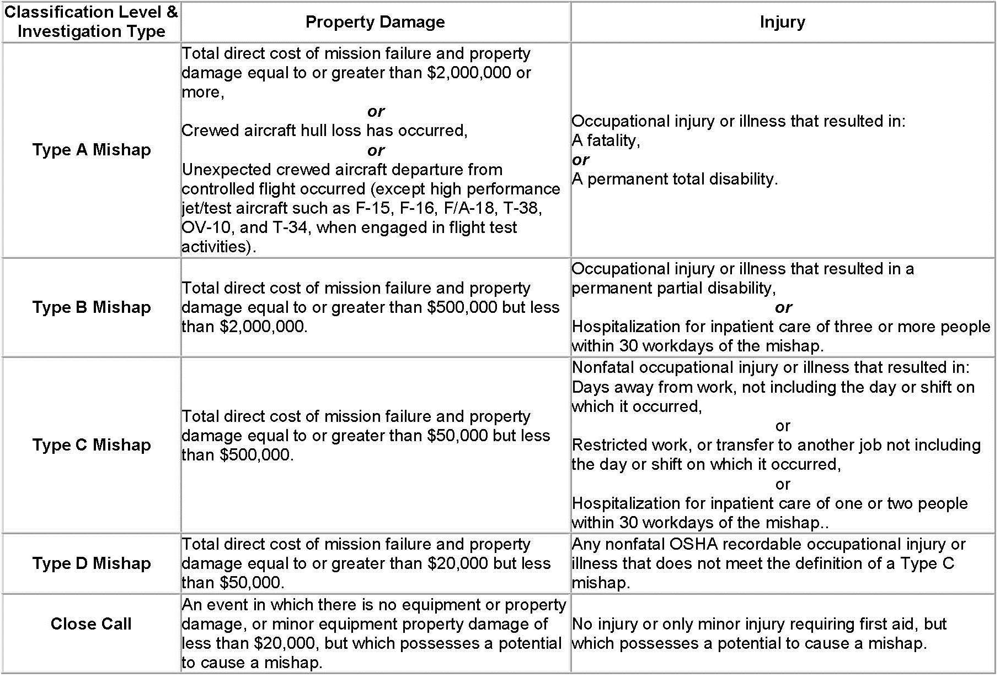 Classification Level &
Investigation Type
Property Damage
Injury
Type A Mishap
Total direct cost of mission failure and property
damage equal to or greater than $2,000,000 or
more,
or
Crewed aircraft hull loss has occurred,
or
Unexpected crewed aircraft departure from
controlled flight occurred (except high performance
jet/test aircraft such as F-15, F-16, F/A-18, T-38,
OV-10, and T-34, when engaged in flight test
activities).
Occupational injury or illness that resulted in:
A fatality,
or
A permanent total disability.
Type B Mishap
Total direct cost of mission failure and property
damage equal to or greater than $500,000 but less
than $2,000,000.
Occupational injury or illness that resulted in a
permanent partial disability,
or
Hospitalization for inpatient care of three or more people
within 30 workdays of the mishap.
Type C Mishap
Total direct cost of mission failure and property
damage equal to or greater than $50,000 but less
than $500,000.
Nonfatal occupational injury or illness that resulted in:
Days away from work, not including the day or shift on
which it occurred,
or
Restricted work, or transfer to another job not including
the day or shift on which it occurred,
or
Hospitalization for inpatient care of one or two people
within 30 workdays of the mishap..
Type D Mishap
Total direct cost of mission failure and property
damage equal to or greater than $20,000 but less
than $50,000.
Any nonfatal OSHA recordable occupational injury or
illness that does not meet the definition of a Type C
mishap.
Close Call
An event in which there is no equipment or property
damage, or minor equipment property damage of
less than $20,000, but which possesses a potential
to cause a mishap.
No injury or only minor injury requiring first aid, but
which possesses a potential to cause a mishap.